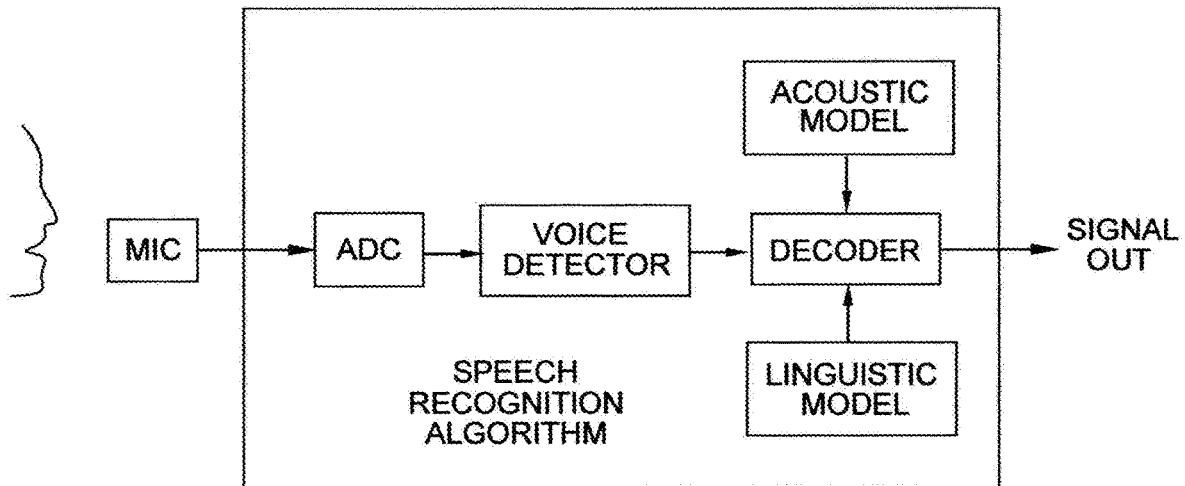 ACOUSTIC
MODEL
MIC
ADC
VOICE
DETECTOR
DECODER
SIGNAL
OUT
SPEECH
RECOGNITION
ALGORITHM
LINGUISTIC
MODEL